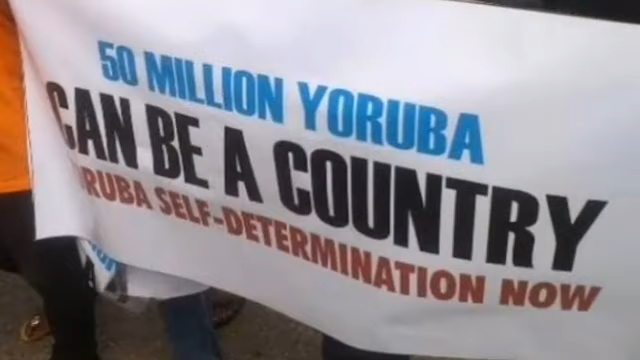 50 MILLION YORUBA
CAN BE A COUNTRY
YORUBA SELF-DETERMINATION NOW